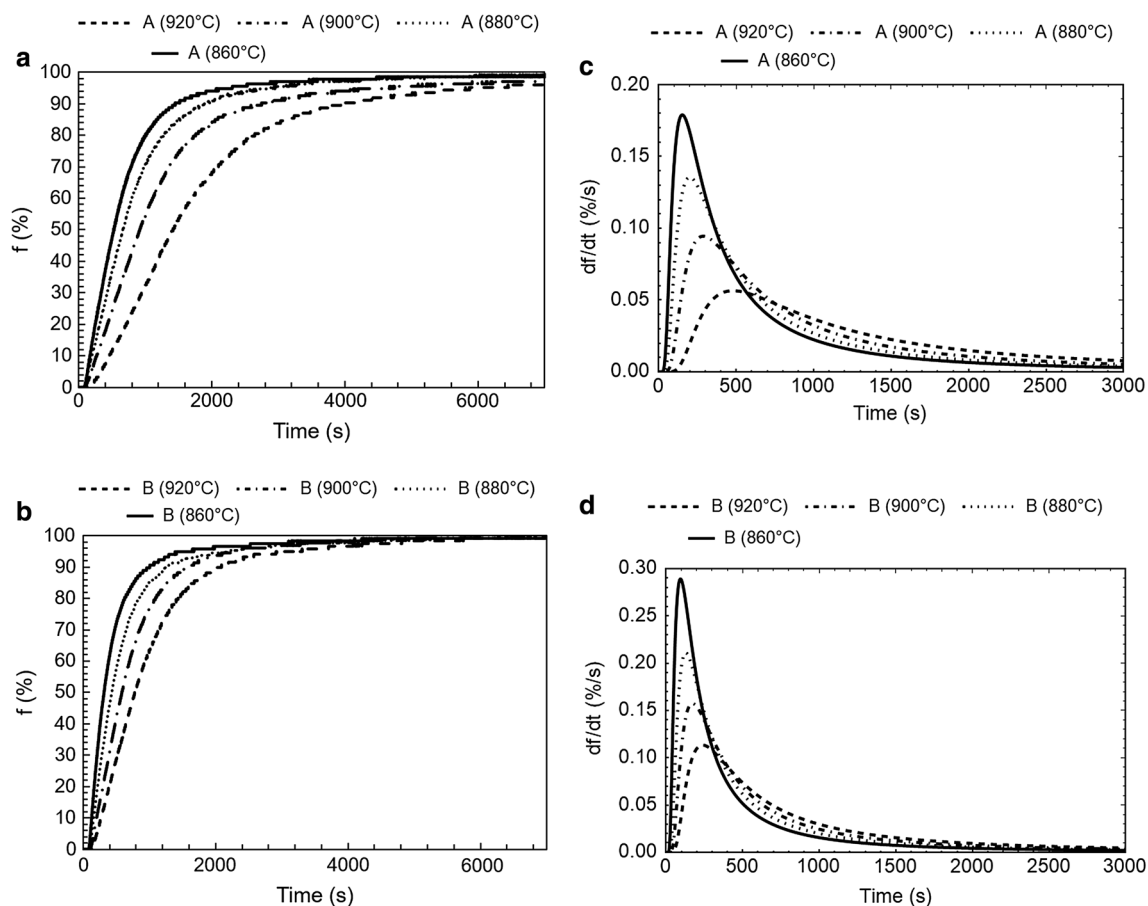 A (920°C) A (900°C) A (880°C)
A (860°C)
a
100
90
80
70
60
50
40
30
20
10
0
f (%)
0 2000 4000 6000
Time (s)
A (920°C) A (900°C) A (880°C)
A (860°C)
c
0.20
0.15
0.10
0.05
0.00
df/dt (%/s)
0 500 1000 1500 2000 2500 3000
Time (s)
B (920°C) B (900°C) B (880°C)
B (860°C)
b
100
90
80
70
60
50
40
30
20
10
0
f (%)
0 2000 4000 6000
Time (s)
B (920°C) B (900°C) B (880°C)
B (860°C)
d
0.30
0.25
0.20
0.15
0.10
0.05
0.00
df/dt (%/s)
0 500 1000 1500 2000 2500 3000
Time (s)